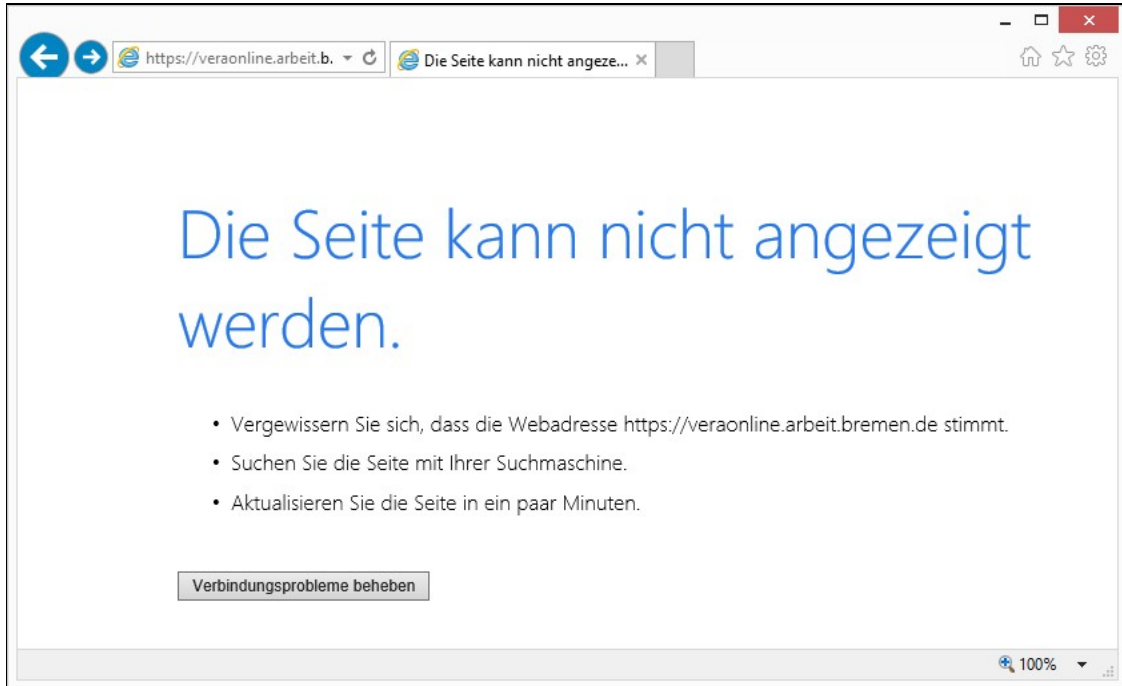 https://veraonline.arbeit.b.
Die Seite kann nicht angeze...
Die Seite kann nicht angezeigt
werden.
• Vergewissern Sie sich, dass die Webadresse https://veraonline.arbeit.bremen.de stimmt.
• Suchen Sie die Seite mit Ihrer Suchmaschine.
• Aktualisieren Sie die Seite in ein paar Minuten.
Verbindungsprobleme beheben
100%